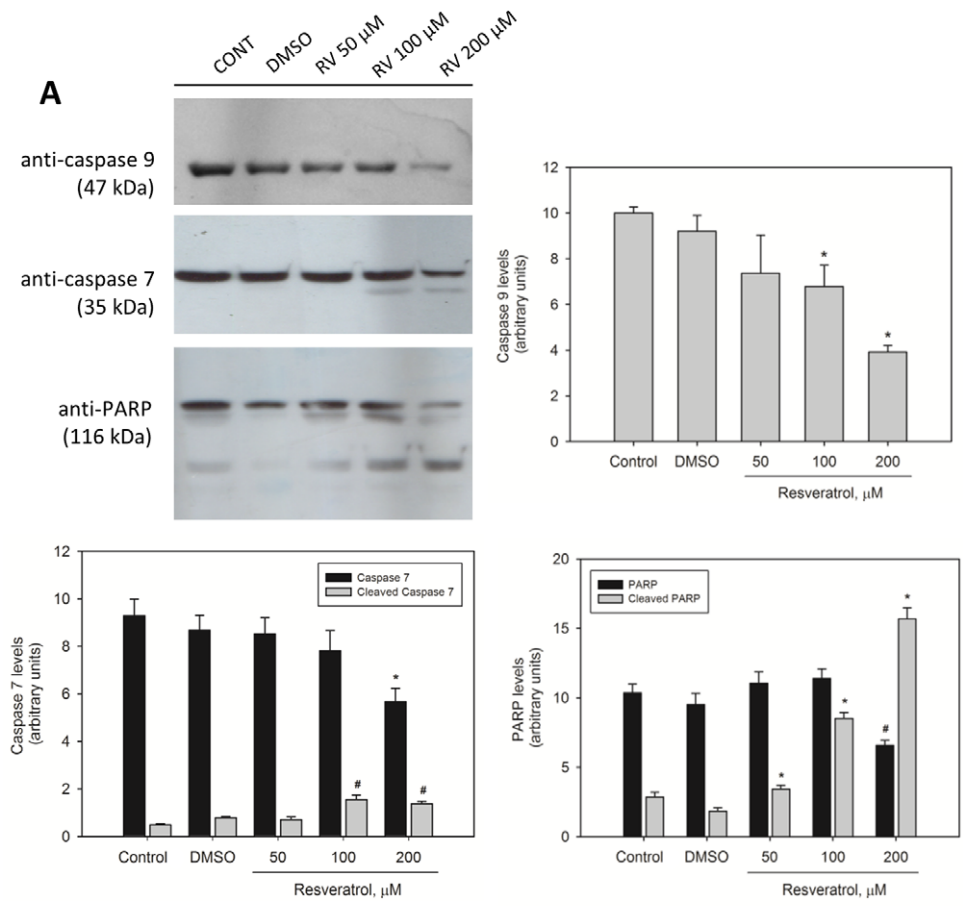 CONT DMSO RV 50 μM RV 100 μM RV 200 μM
A
anti-caspase 9
(47 kDa)
anti-caspase 7
(35 kDa)
anti-PARP
(116 kDa)
12
10
8
6
4
2
0
Caspase 9 levels
(arbitrary units)
*
*
Control DMSO 50 100 200
Resveratrol, μM
12
10
8
6
4
2
0
Caspase 7 levels
(arbitrary units)
Caspase 7
Cleaved Caspase 7
*
#
#
Control DMSO 50 100 200
Resveratrol, μM
20
15
10
5
0
PARP levels
(arbitrary units)
PARP
Cleaved PARP
*
*
#
*
Control DMSO 50 100 200
Resveratrol, μM